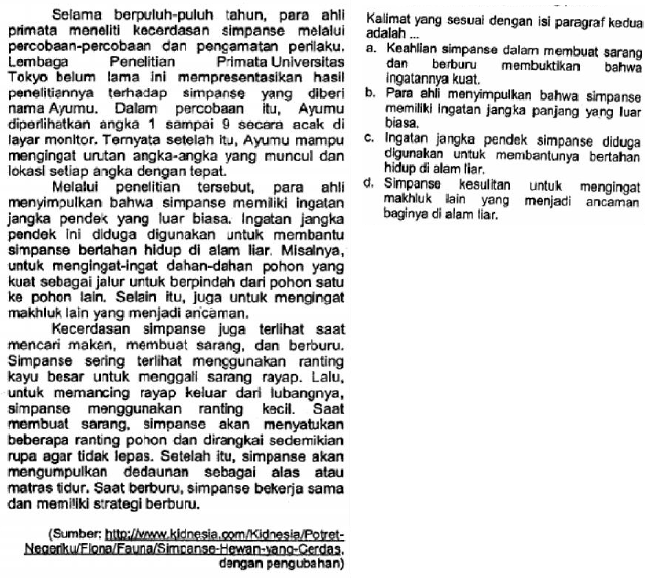 Selama berpuluh-puluh tahun, para ahli
primata meneliti kecerdasan simpanse melalui
percobaan-percobaan dan pengamatan perilaku.
Lembaga Penelitian Primata Universitas
Tokyo belum lama ini mempresentasikan hasil
penelitiannya terhadap simpanse yang diberi
nama Ayumu. Dalam percobaan itu, Ayumu
diperlihatkan angka 1 sampai 9 secara acak di
layar monitor. Ternyata setelah itu, Ayumu mampu
mengingat urutan angka-angka yang muncul dan
lokasi setiap angka dengan tepat.
Melalui penelitian tersebut, para ahli
menyimpulkan bahwa simpanse memiliki ingatan
jangka pendek yang luar biasa. Ingatan jangka
pendek ini diduga digunakan untuk membantu
simpanse bertahan hidup di alam liar. Misalnya,
untuk mengingat-ingat dahan-dahan pohon yang
kuat sebagai jalur untuk berpindah dari pohon satu
ke pohon lain. Selain itu, juga untuk mengingat
makhluk lain yang menjadi ancaman.
Kecerdasan simpanse juga terlihat saat
mencari makan, membuat sarang, dan berburu.
Simpanse sering terlihat menggunakan ranting
kayu besar untuk menggali sarang rayap. Lalu,
untuk memancing rayap keluar dari lubangnya,
simpanse menggunakan ranting kecil. Saat
membuat sarang, simpanse akan menyatukan
beberapa ranting pohon dan dirangkai sedemikian
rupa agar tidak lepas. Setelah itu, simpanse akan
mengumpulkan dedaunan sebagai alas atau
matras tidur. Saat berburu, simpanse bekerja sama
dan memiliki strategi berburu.
(Sumber: http://www.kidnesia.com/Kidnesia/Potret-
Negeriku/Flona/Fauna/Simpanse-Hewan-yang-Cerdas,
dengan pengubahan)
Kalimat yang sesuai dengan isi paragraf kedua
adalah ...
a. Keahlian simpanse dalam membuat sarang
dan berburu membuktikan bahwa
ingatannya kuat.
b. Para ahli menyimpulkan bahwa simpanse
memiliki ingatan jangka panjang yang luar
biasa.
c. Ingatan jangka pendek simpanse diduga
digunakan untuk membantunya bertahan
hidup di alam liar.
d. Simpanse kesulitan untuk mengingat
makhluk lain yang menjadi ancaman
baginya di alam liar.